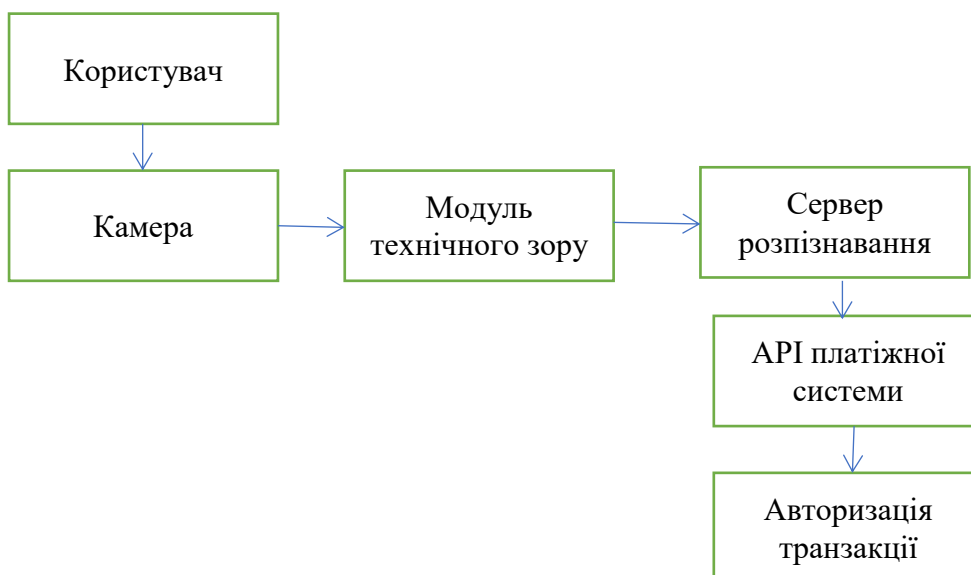 Користувач
Камера
Модуль
технічного зору
Сервер
розпізнавання
API платіжної
системи
Авторизація
транзакції